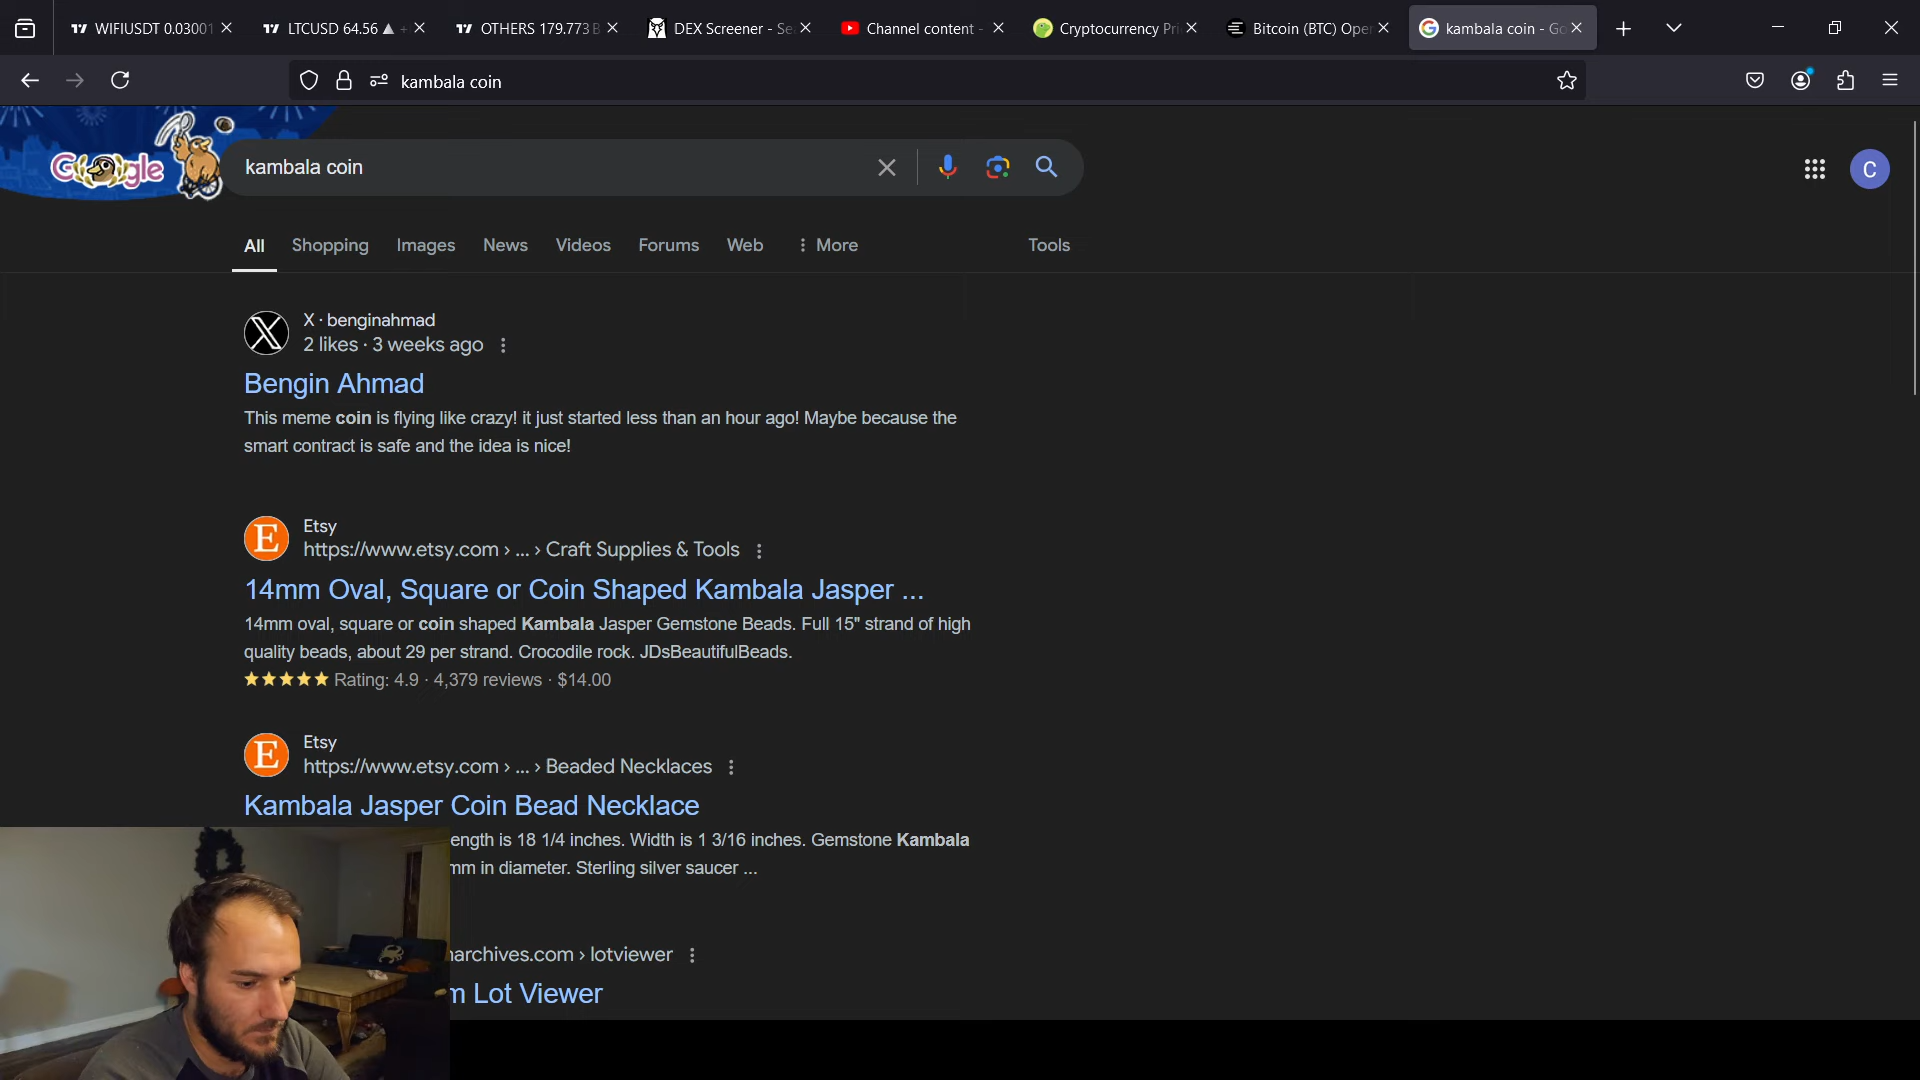 WIFIUSDT 0.03001
LTCUSD 64.56 ▲ +
OTHERS 179.773 B
DEX Screener - Se
Channel content -
Cryptocurrency Pri
Bitcoin (BTC) Ope
kambala coin - Go
kambala coin
Google
kambala coin
C
All
Shopping
Images
News
Videos
Forums
Web
More
Tools
X · benginahmad
2 likes · 3 weeks ago
Bengin Ahmad
This meme coin is flying like crazy! it just started less than an hour ago! Maybe because the
smart contract is safe and the idea is nice!
E
Etsy
https://www.etsy.com › ... › Craft Supplies & Tools
14mm Oval, Square or Coin Shaped Kambala Jasper ...
14mm oval, square or coin shaped Kambala Jasper Gemstone Beads. Full 15" strand of high
quality beads, about 29 per strand. Crocodile rock. JDsBeautifulBeads.
Rating: 4.9 · 4,379 reviews · $14.00
E
Etsy
https://www.etsy.com › ... › Beaded Necklaces
Kambala Jasper Coin Bead Necklace
ength is 18 1/4 inches. Width is 1 3/16 inches. Gemstone Kambala
mm in diameter. Sterling silver saucer ...
narchives.com › lotviewer
m Lot Viewer